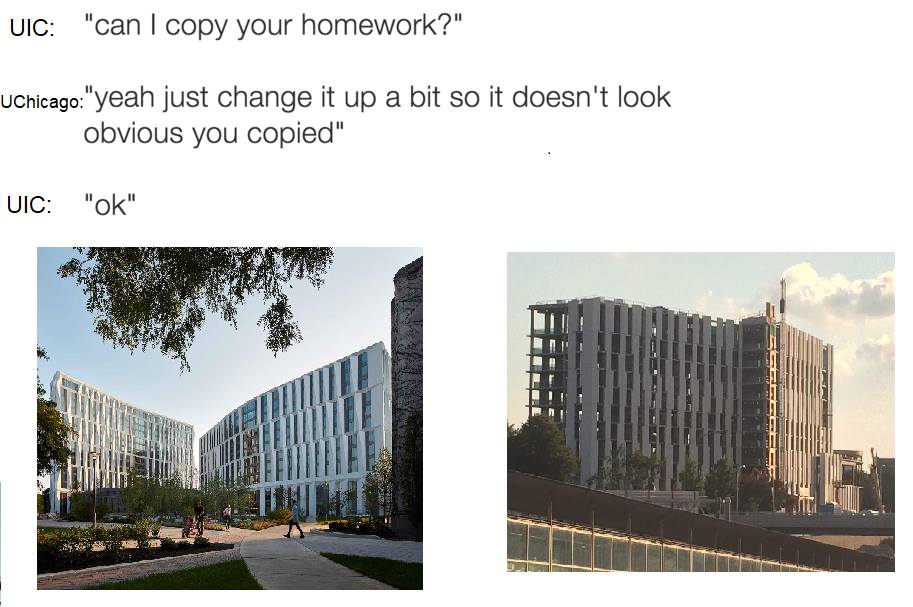 UIC: "can I copy your homework?"
UChicago: "yeah just change it up a bit so it doesn't look
obvious you copied"
UIC: "ok"